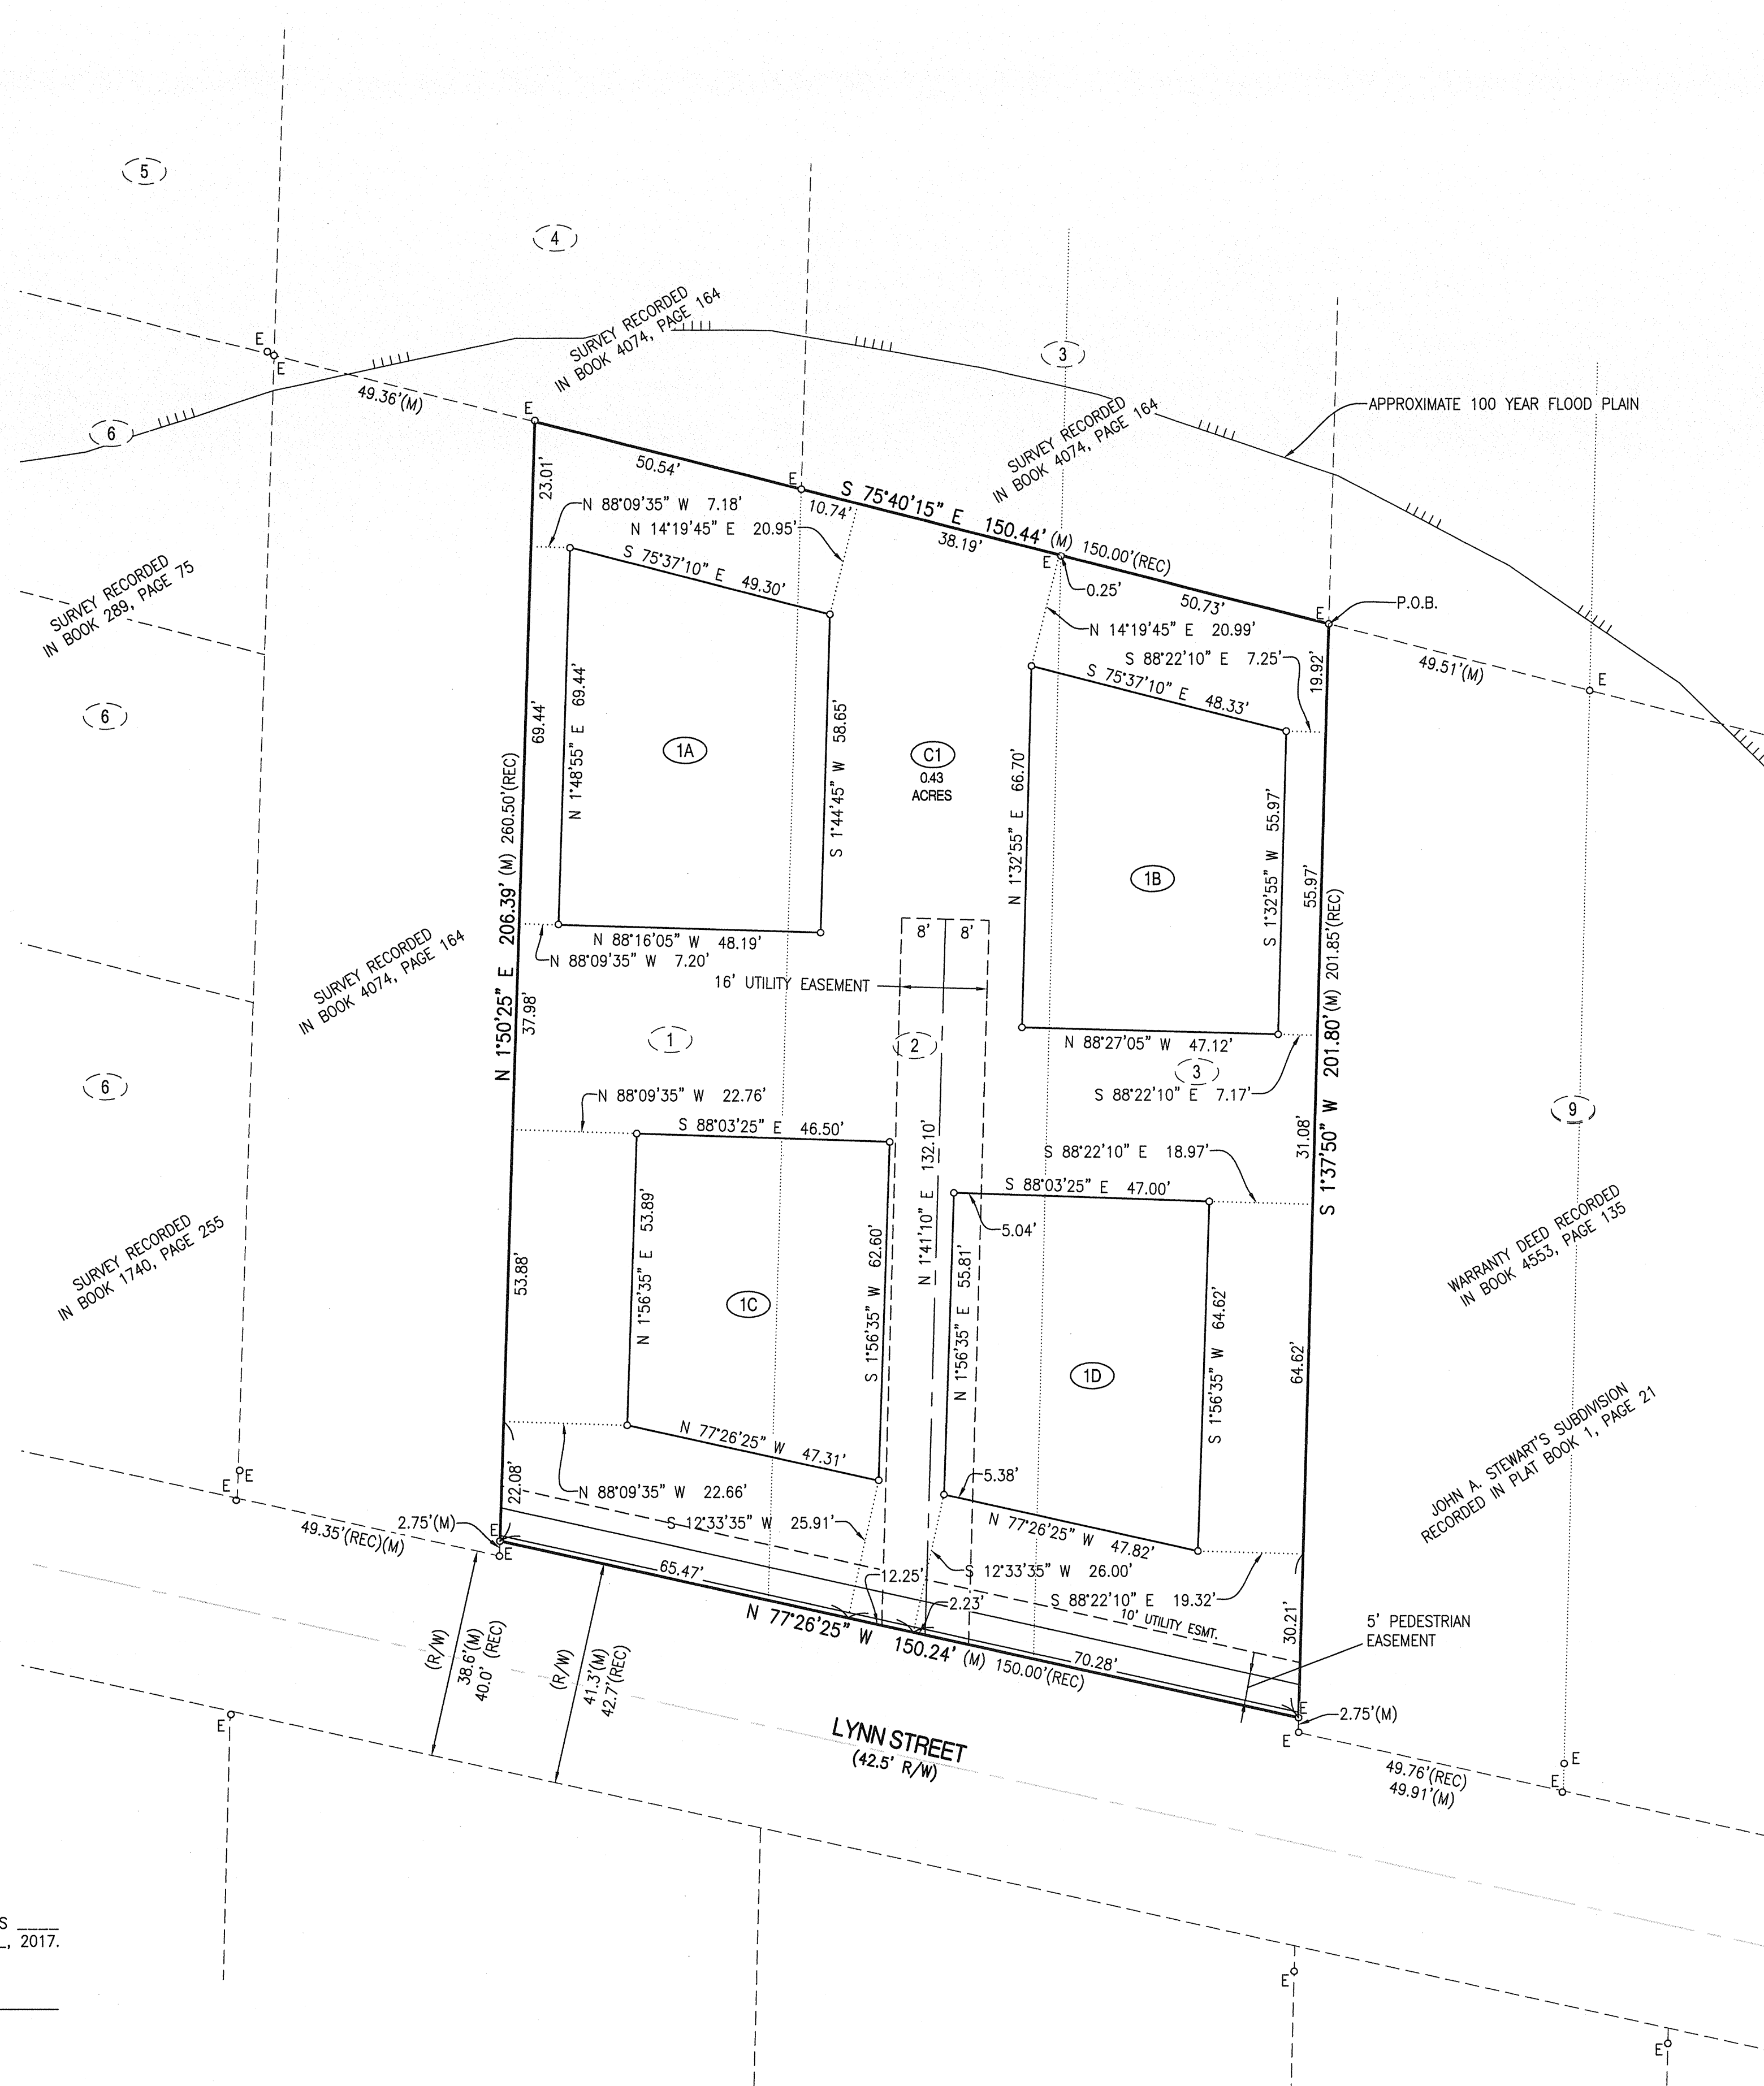 5
4
SURVEY RECORDED
IN BOOK 4074, PAGE 164
3
E
E
49.36'(M)
E
6
SURVEY RECORDED
IN BOOK 4074, PAGE 164
APPROXIMATE 100 YEAR FLOOD PLAIN
23.01'
50.54'
E
S 75°40'15" E 150.44' (M) 150.00'(REC)
10.74'
38.19'
E
0.25'
50.73'
E
P.O.B.
N 88°09'35" W 7.18'
N 14°19'45" E 20.95'
S 75°37'10" E 49.30'
N 14°19'45" E 20.99'
S 88°22'10" E 7.25'
19.92'
49.51'(M)
E
S 75°37'10" E 48.33'
SURVEY RECORDED
IN BOOK 289, PAGE 75
6
69.44'
N 1°48'55" E 69.44'
1A
S 1°44'45" W 58.65'
C1
0.43
ACRES
N 1°32'55" E 66.70'
1B
S 1°32'55" W 55.97'
55.97'
N 1°50'25" E 206.39' (M) 260.50'(REC)
N 88°16'05" W 48.19'
N 88°09'35" W 7.20'
8'
8'
16' UTILITY EASEMENT
SURVEY RECORDED
IN BOOK 4074, PAGE 164
37.98'
1
2
N 88°27'05" W 47.12'
3
S 88°22'10" E 7.17'
S 1°37'50" W 201.80'(M) 201.85'(REC)
31.08'
6
N 88°09'35" W 22.76'
S 88°03'25" E 46.50'
S 88°22'10" E 18.97'
S 88°03'25" E 47.00'
5.04'
9
N 1°41'10" E 132.10'
SURVEY RECORDED
IN BOOK 1740, PAGE 255
53.88'
N 1°56'35" E 53.89'
1C
S 1°56'35" W 62.60'
N 1°56'35" E 55.81'
1D
S 1°56'35" W 64.62'
64.62'
WARRANTY DEED RECORDED
IN BOOK 4553, PAGE 135
JOHN A. STEWART'S SUBDIVISION
RECORDED IN PLAT BOOK 1, PAGE 21
N 77°26'25" W 47.31'
5.38'
N 77°26'25" W 47.82'
E
E
22.08'
N 88°09'35" W 22.66'
S 12°33'35" W 25.91'
2.75'(M)
49.35'(REC)(M)
E
E
65.47'
12.25'
S 12°33'35" W 26.00'
S 88°22'10" E 19.32'
2.23'
10' UTILITY ESMT.
30.21'
5' PEDESTRIAN
EASEMENT
N 77°26'25" W 150.24' (M) 150.00'(REC)
70.28'
(R/W)
38.6'(M)
40.0' (REC)
(R/W)
41.3'(M)
42.7'(REC)
E
2.75'(M)
E
E
LYNN STREET
(42.5' R/W)
49.76'(REC)
49.91'(M)
E
E
E
E
S ____
_, 2017.